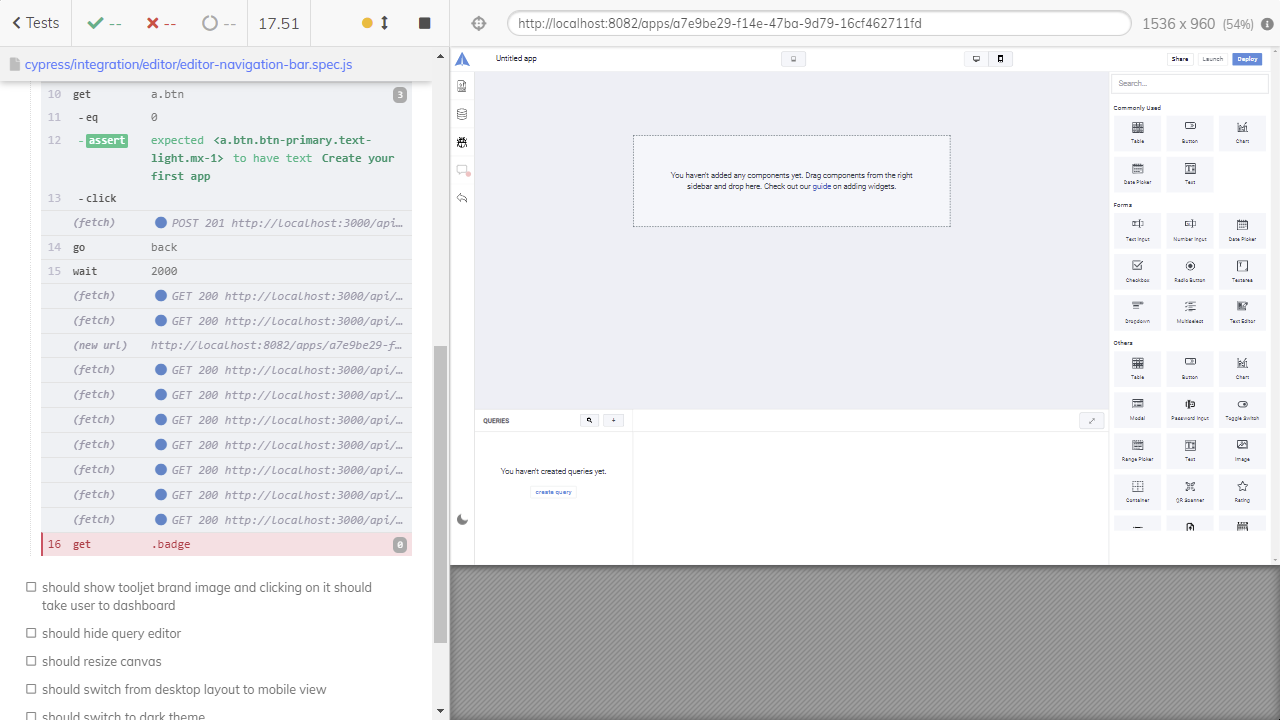 Tests
--
--
--
17.51
http://localhost:8082/apps/a7e9be29-f14e-47ba-9d79-16cf462711fd
1536 x 960 (54%)
cypress/integration/editor/editor-navigation-bar.spec.js
10 get a.btn 3
11 -eq 0
12 -assert expected <a.btn.btn-primary.text-
light.mx-1> to have text Create your
first app
13 -click
(fetch) POST 201 http://localhost:3000/api…
14 go back
15 wait 2000
(fetch) GET 200 http://localhost:3000/api/…
(fetch) GET 200 http://localhost:3000/api/…
(new url) http://localhost:8082/apps/a7e9be29-f…
(fetch) GET 200 http://localhost:3000/api/…
(fetch) GET 200 http://localhost:3000/api/…
(fetch) GET 200 http://localhost:3000/api/…
(fetch) GET 200 http://localhost:3000/api/…
(fetch) GET 200 http://localhost:3000/api/…
(fetch) GET 200 http://localhost:3000/api/…
(fetch) GET 200 http://localhost:3000/api/…
16 get .badge 0
should show tooljet brand image and clicking on it should
take user to dashboard
should hide query editor
should resize canvas
should switch from desktop layout to mobile view
should switch to dark theme
Untitled app
Share Launch Deploy
You haven't added any components yet. Drag components from the right
sidebar and drop here. Check out our guide on adding widgets.
QUERIES
+
You haven't created queries yet.
create query
Search...
Commonly Used
Table Button Chart
Date Picker Text
Forms
Text Input Number Input Date Picker
Checkbox Radio Button Textarea
Dropdown Multiselect Text Editor
Others
Table Button Chart
Modal Password Input Toggle Switch
Range Picker Text Image
Container QR Scanner Rating